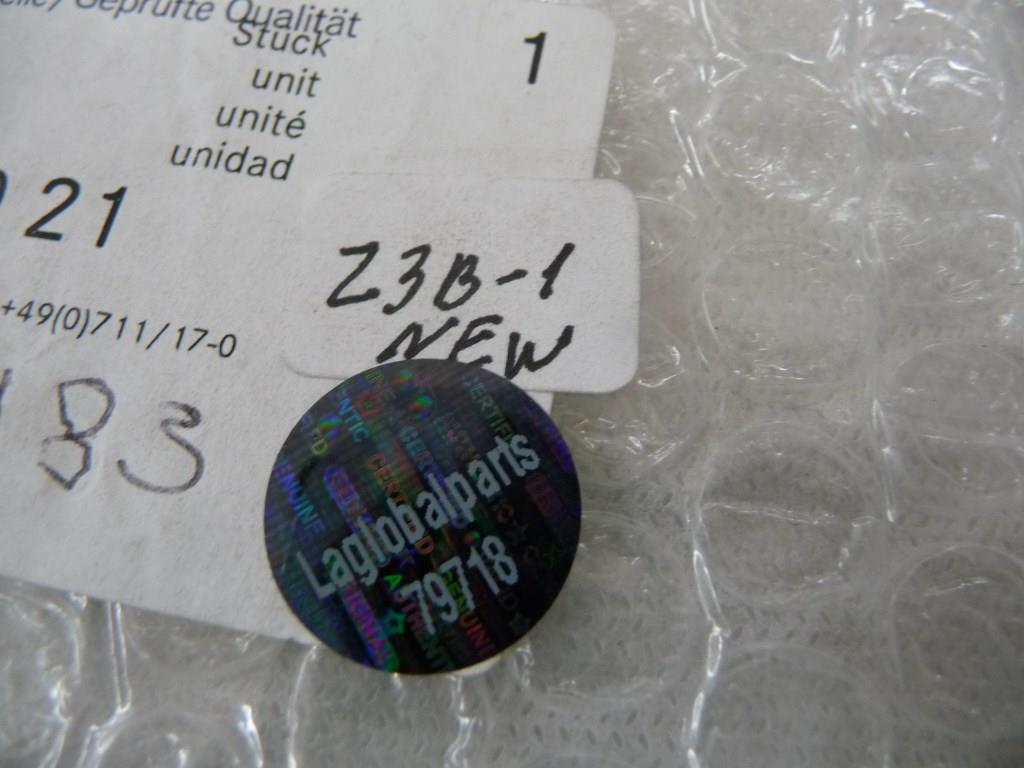 Geprüfte Qualität
Stück
unit
unité
unidad
1
21
+49(0)711/17-0
83
Z3B-1
NEW
Laglobalparts
79718